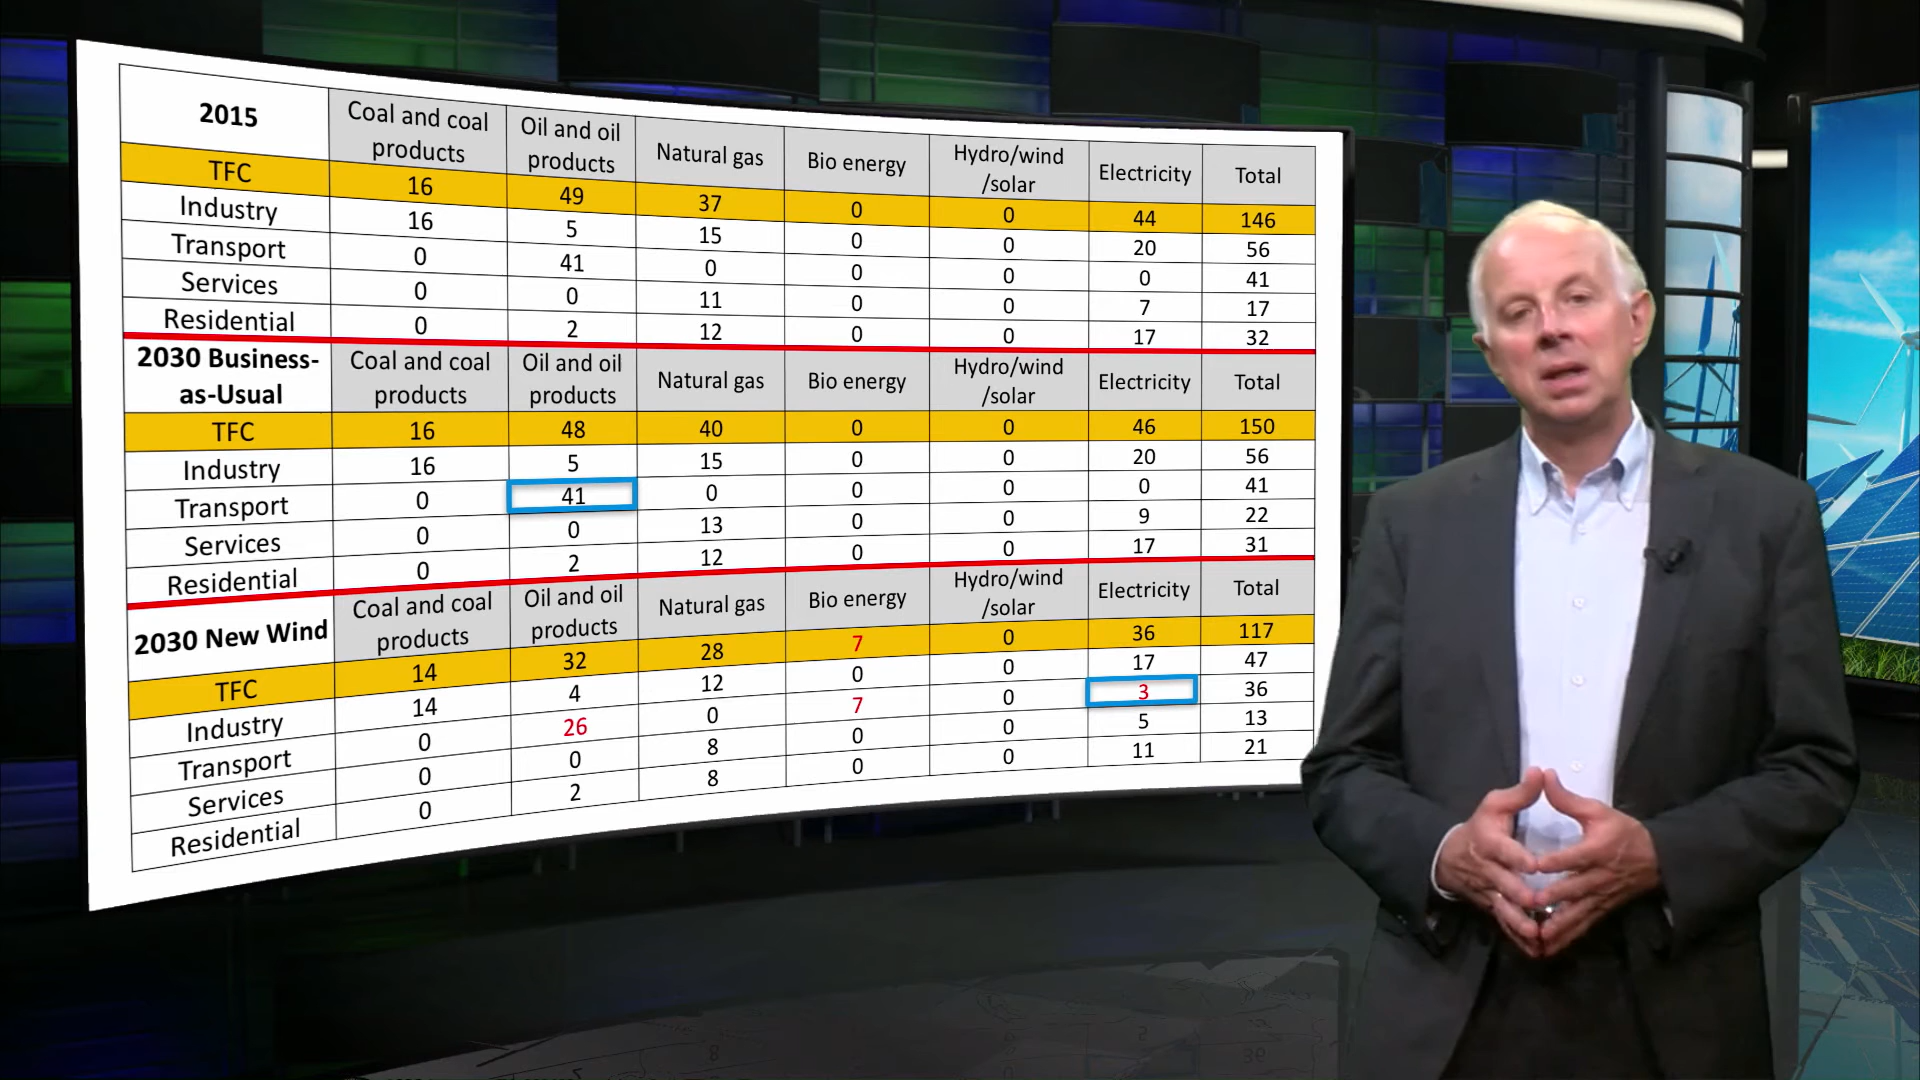 2015 Coal and coal products Oil and oil products Natural gas Bio energy Hydro/wind /solar Electricity Total
TFC 16 49 37 0 0 44 146
Industry 16 5 15 0 0 20 56
Transport 0 41 0 0 0 0 41
Services 0 0 11 0 0 7 17
Residential 0 2 12 0 0 17 32
2030 Business-as-Usual Coal and coal products Oil and oil products Natural gas Bio energy Hydro/wind /solar Electricity Total
TFC 16 48 40 0 0 46 150
Industry 16 5 15 0 0 20 56
Transport 0 41 0 0 0 0 41
Services 0 0 13 0 0 9 22
Residential 0 2 12 0 0 17 31
2030 New Wind Coal and coal products Oil and oil products Natural gas Bio energy Hydro/wind /solar Electricity Total
TFC 14 32 28 7 0 36 117
Industry 14 4 12 0 0 17 47
Transport 0 26 0 7 0 3 36
Services 0 0 8 0 0 5 13
Residential 0 2 8 0 0 11 21